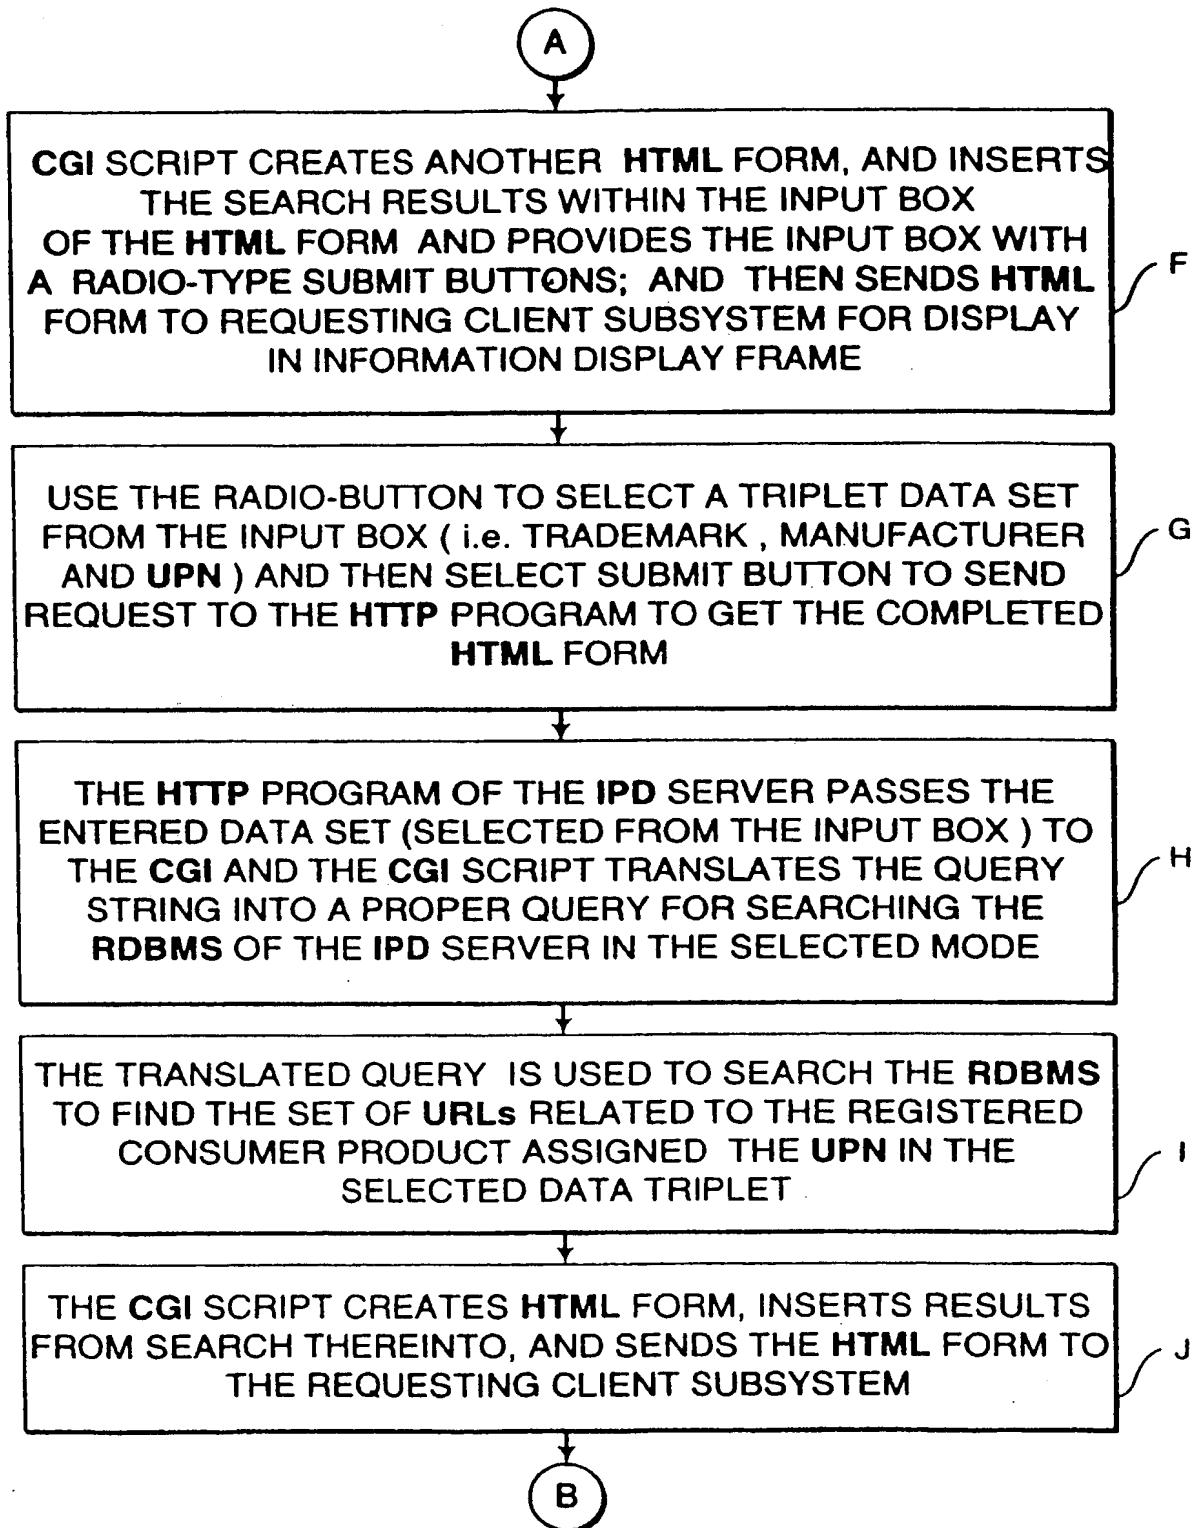 A
CGI SCRIPT CREATES ANOTHER HTML FORM, AND INSERTS
THE SEARCH RESULTS WITHIN THE INPUT BOX
OF THE HTML FORM AND PROVIDES THE INPUT BOX WITH
A RADIO-TYPE SUBMIT BUTTONS; AND THEN SENDS HTML
FORM TO REQUESTING CLIENT SUBSYSTEM FOR DISPLAY
IN INFORMATION DISPLAY FRAME
F
USE THE RADIO-BUTTON TO SELECT A TRIPLET DATA SET
FROM THE INPUT BOX ( i.e. TRADEMARK , MANUFACTURER
AND UPN ) AND THEN SELECT SUBMIT BUTTON TO SEND
REQUEST TO THE HTTP PROGRAM TO GET THE COMPLETED
HTML FORM
G
THE HTTP PROGRAM OF THE IPD SERVER PASSES THE
ENTERED DATA SET (SELECTED FROM THE INPUT BOX ) TO
THE CGI AND THE CGI SCRIPT TRANSLATES THE QUERY
STRING INTO A PROPER QUERY FOR SEARCHING THE
RDBMS OF THE IPD SERVER IN THE SELECTED MODE
H
THE TRANSLATED QUERY IS USED TO SEARCH THE RDBMS
TO FIND THE SET OF URLs RELATED TO THE REGISTERED
CONSUMER PRODUCT ASSIGNED THE UPN IN THE
SELECTED DATA TRIPLET
I
THE CGI SCRIPT CREATES HTML FORM, INSERTS RESULTS
FROM SEARCH THEREINTO, AND SENDS THE HTML FORM TO
THE REQUESTING CLIENT SUBSYSTEM
J
B